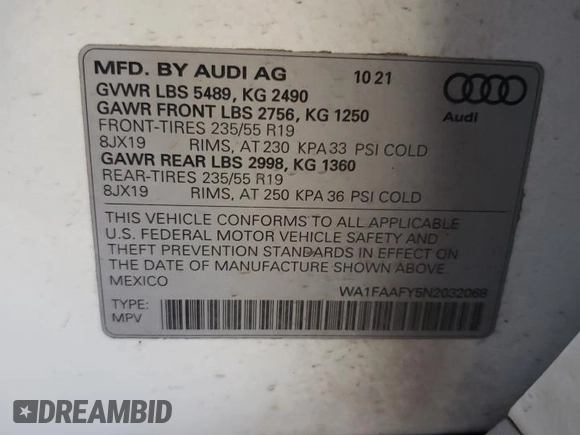 MFD. BY AUDI AG 10 21
GVWR LBS 5489, KG 2490
GAWR FRONT LBS 2756, KG 1250
FRONT-TIRES 235/55 R19
8JX19 RIMS, AT 230 KPA 33 PSI COLD
GAWR REAR LBS 2998, KG 1360
REAR-TIRES 235/55 R19
8JX19 RIMS, AT 250 KPA 36 PSI COLD
Audi
THIS VEHICLE CONFORMS TO ALL APPLICABLE
U.S. FEDERAL MOTOR VEHICLE SAFETY AND
THEFT PREVENTION STANDARDS IN EFFECT ON
THE DATE OF MANUFACTURE SHOWN ABOVE.
MEXICO
WA1FAAFY5N2032068
TYPE:
MPV
DREAMBID